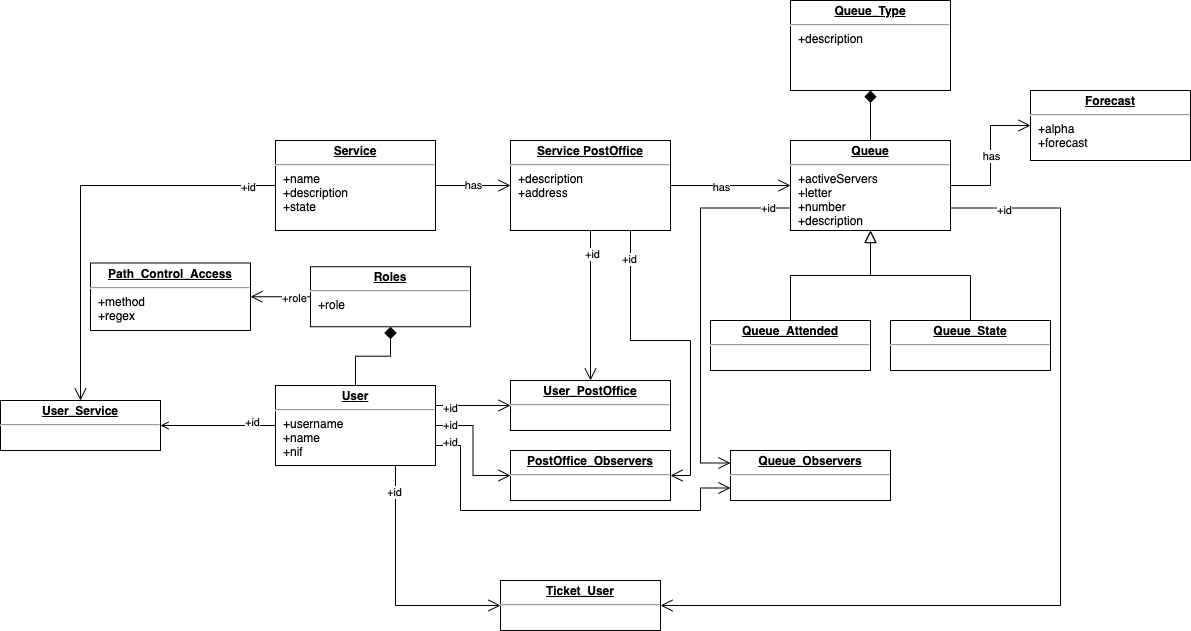 Queue_Type
+description
Forecast
+alpha
+forecast
Service
+name
+description
+state
Service PostOffice
+description
+address
Queue
+activeServers
+letter
+number
+description
has
has
has
+id
+id
+id
+id
+id
Path_Control_Access
+method
+regex
+role
Roles
+role
Queue_Attended
Queue_State
User
+username
+name
+nif
User_PostOffice
User_Service
+id
+id
+id
+id
PostOffice_Observers
Queue_Observers
+id
Ticket_User